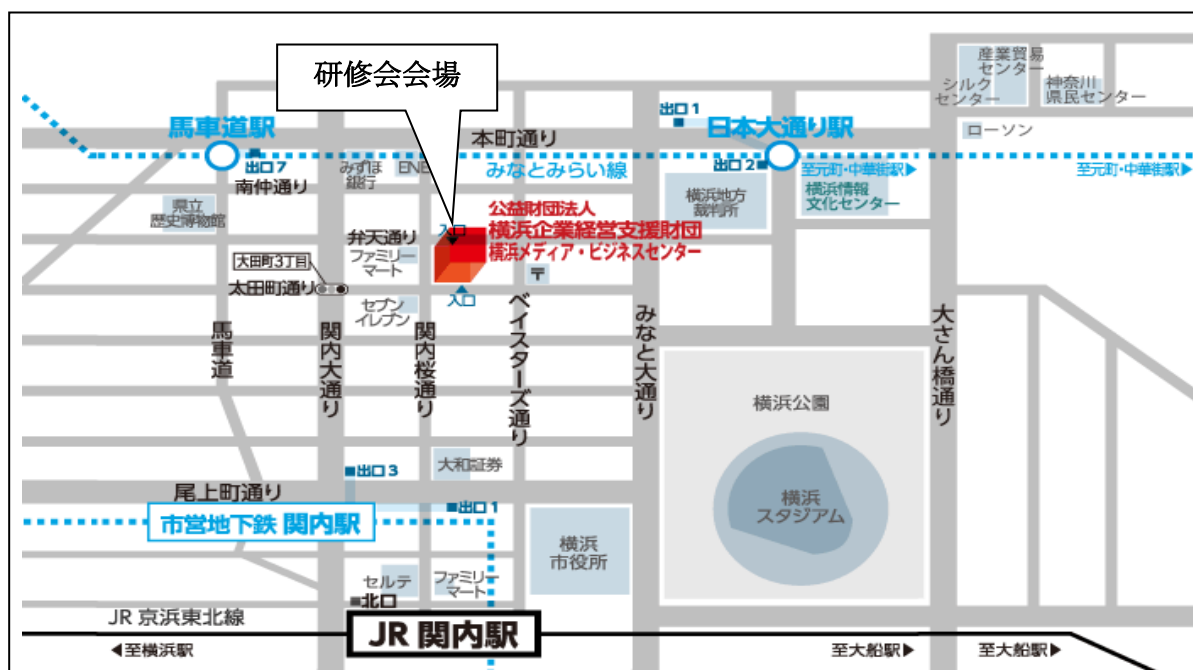 研修会会場
産業貿易
センター
シルク
センター
神奈川
県民センター
ローソン
馬車道駅
出口7
本町通り
出口1
日本大通り駅
出口2
みなとみらい線
至元町・中華街駅▶
至元町・中華街駅▶
南仲通り
みずほ
銀行
県立
歴史博物館
横浜地方
裁判所
横浜情報
文化センター
公益財団法人
横浜企業経営支援財団
横浜メディア・ビジネスセンター
入口
弁天通り
ファミリー
マート
〒
大田町3丁目
太田町通り
入口
セブン
イレブン
馬車道
関内大通り
関内桜通り
ベイスターズ通り
みなと大通り
大さん橋通り
横浜公園
横浜
スタジアム
大和証券
出口3
尾上町通り
出口1
市営地下鉄 関内駅
横浜
市役所
セルテ
ファミリー
マート
北口
JR 京浜東北線
JR 関内駅
◀至横浜駅
至大船駅▶
至大船駅▶